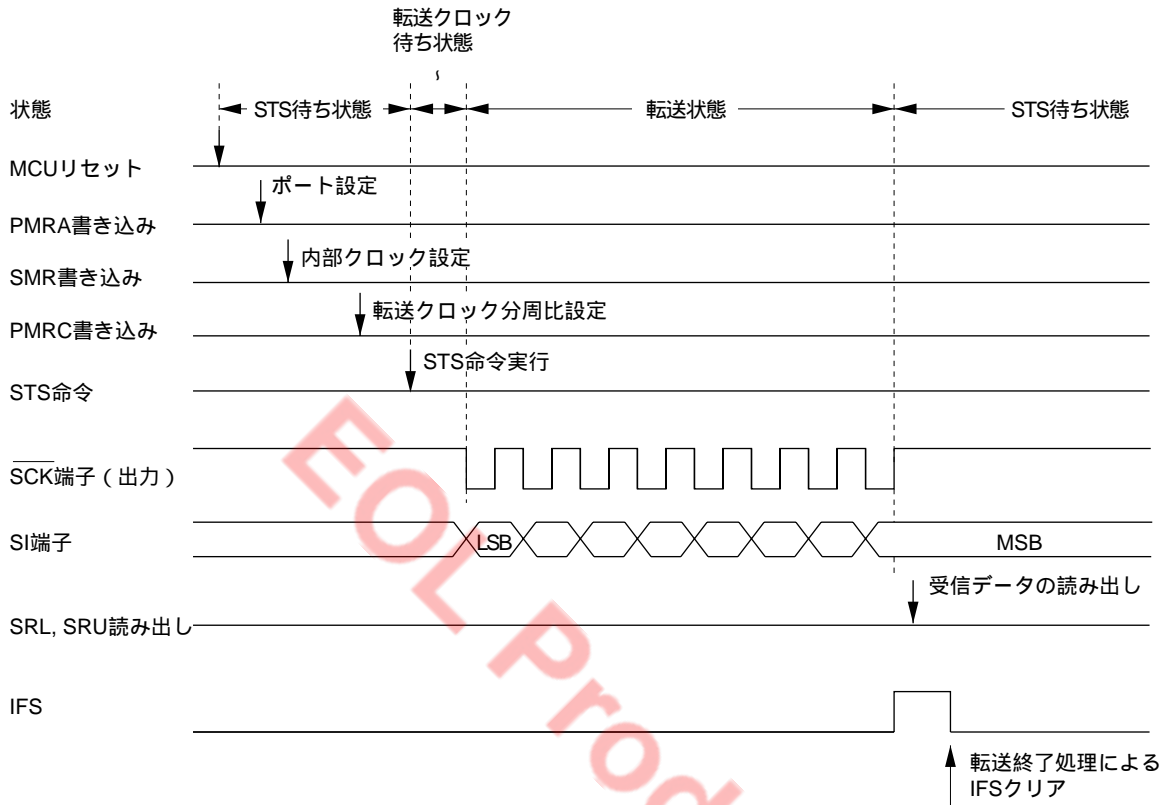 転送クロック
待ち状態
状態 STS待ち状態 転送状態 STS待ち状態
MCUリセット
ポート設定
PMRA書き込み
内部クロック設定
SMR書き込み
転送クロック分周比設定
PMRC書き込み
STS命令実行
STS命令
SCK端子(出力)
SI端子 LSB MSB
受信データの読み出し
SRL, SRU読み出し
IFS
転送終了処理による
IFSクリア
EOL Prod